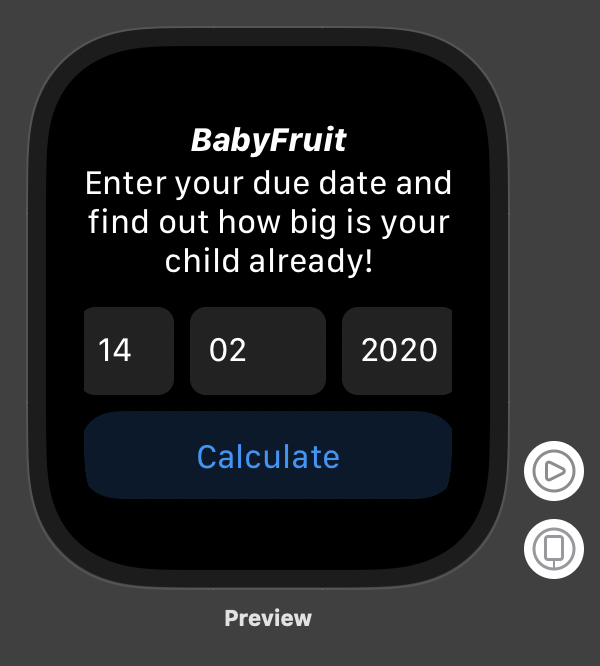 BabyFruit
Enter your due date and
find out how big is your
child already!
14 02 2020
Calculate
Preview